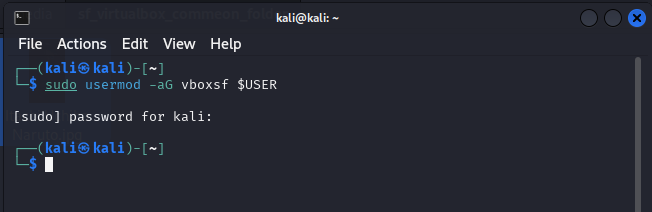 kali@kali: ~
File Actions Edit View Help
┌──(kali㉿kali)-[~]
└─$ sudo usermod -aG vboxsf $USER
[sudo] password for kali:
┌──(kali㉿kali)-[~]
└─$